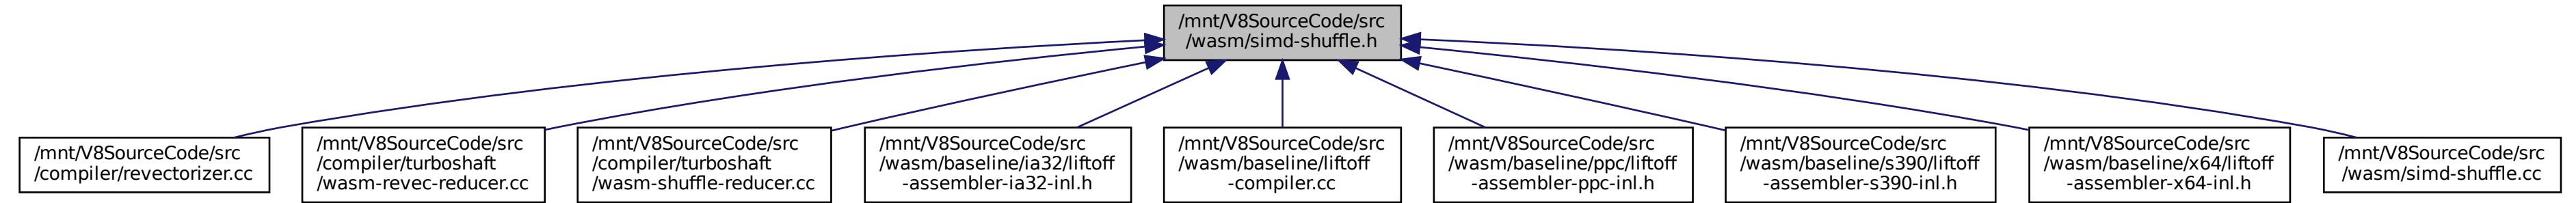 /mnt/V8SourceCode/src
/wasm/simd-shuffle.h
/mnt/V8SourceCode/src
/compiler/revectorizer.cc
/mnt/V8SourceCode/src
/compiler/turboshaft
/wasm-revec-reducer.cc
/mnt/V8SourceCode/src
/compiler/turboshaft
/wasm-shuffle-reducer.cc
/mnt/V8SourceCode/src
/wasm/baseline/ia32/liftoff
-assembler-ia32-inl.h
/mnt/V8SourceCode/src
/wasm/baseline/liftoff
-compiler.cc
/mnt/V8SourceCode/src
/wasm/baseline/ppc/liftoff
-assembler-ppc-inl.h
/mnt/V8SourceCode/src
/wasm/baseline/s390/liftoff
-assembler-s390-inl.h
/mnt/V8SourceCode/src
/wasm/baseline/x64/liftoff
-assembler-x64-inl.h
/mnt/V8SourceCode/src
/wasm/simd-shuffle.cc